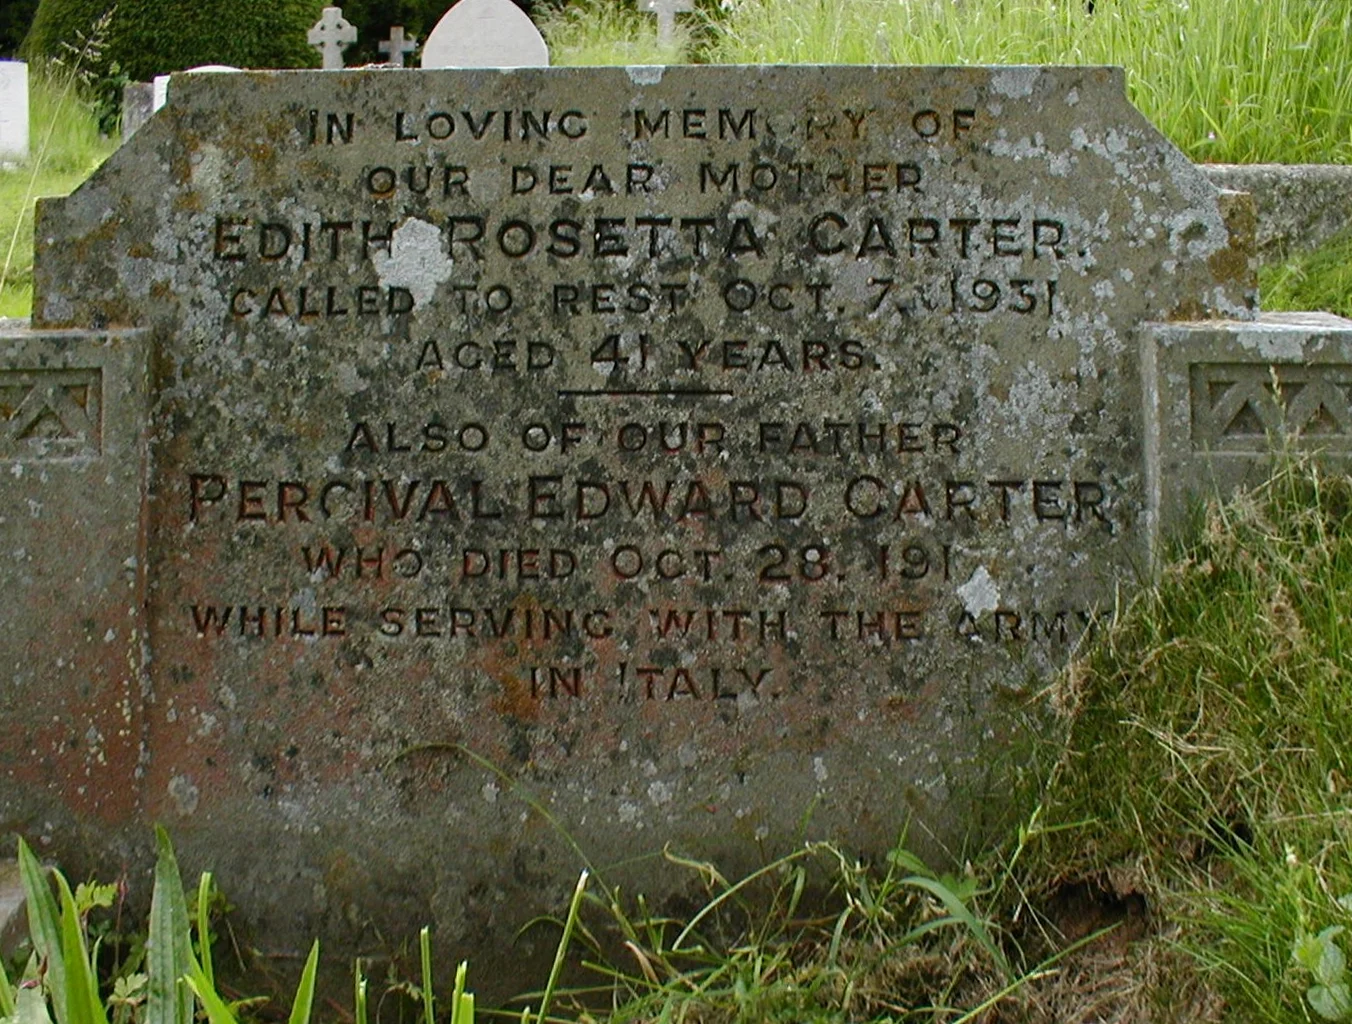 IN LOVING MEMORY OF
OUR DEAR MOTHER
EDITH ROSETTA CARTER.
CALLED TO REST OCT. 7, 1931
AGED 41 YEARS.
ALSO OF OUR FATHER
PERCIVAL EDWARD CARTER
WHO DIED OCT. 28. 191
WHILE SERVING WITH THE ARMY
IN ITALY.